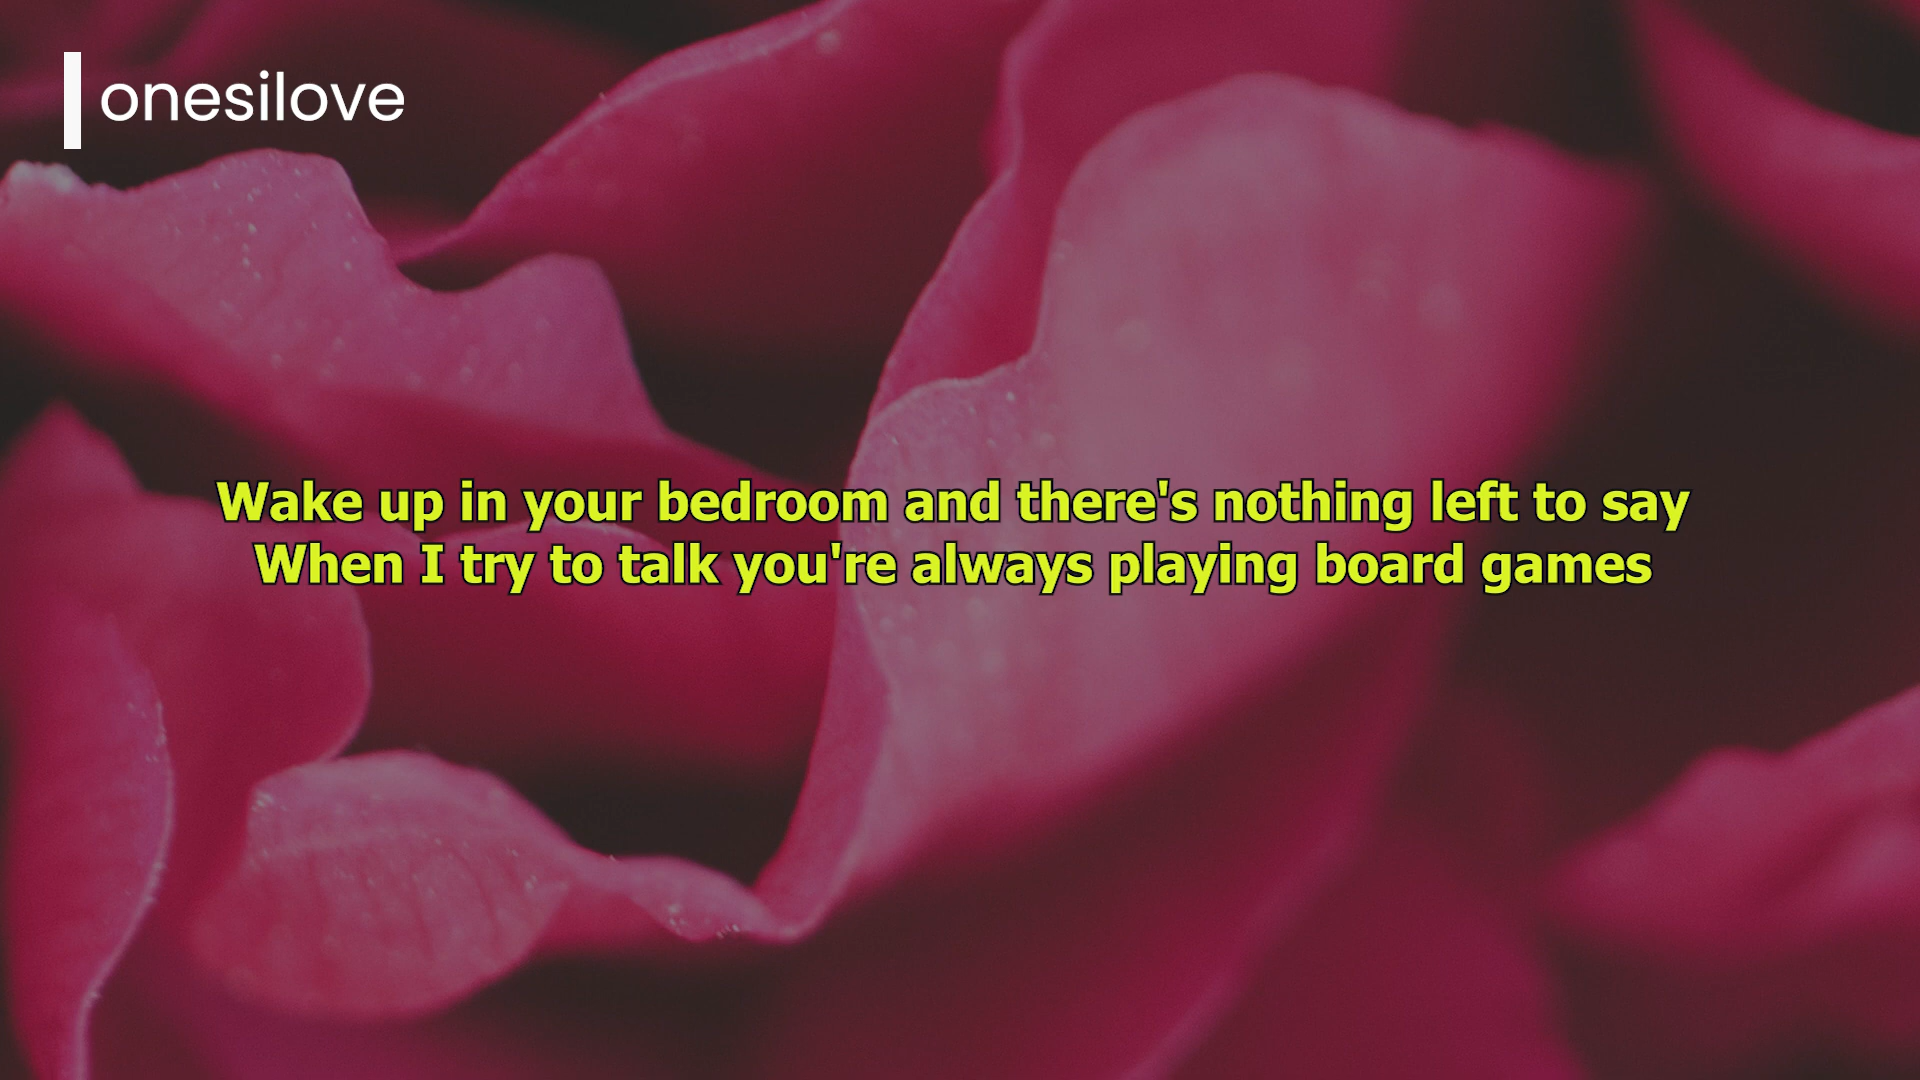 onesilove
Wake up in your bedroom and there's nothing left to say
When I try to talk you're always playing board games